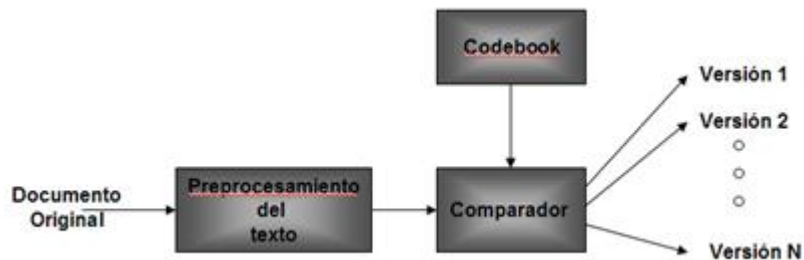 Codebook
Versión 1
Versión 2
Documento
Original
Preprocesamiento
del
texto
Comparador
Versión N